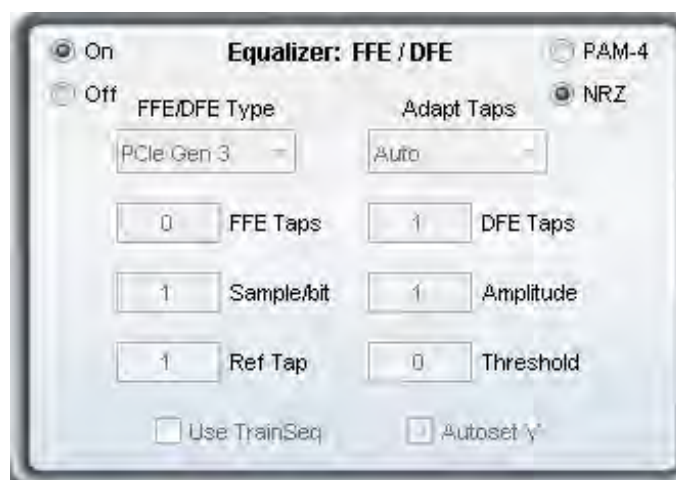 On Equalizer: FFE / DFE PAM-4
Off FFE/DFE Type Adapt Taps NRZ
PCIe Gen 3 Auto
0 FFE Taps 1 DFE Taps
1 Sample/bit 1 Amplitude
1 Ref Tap 0 Threshold
Use TrainSeq Autoset